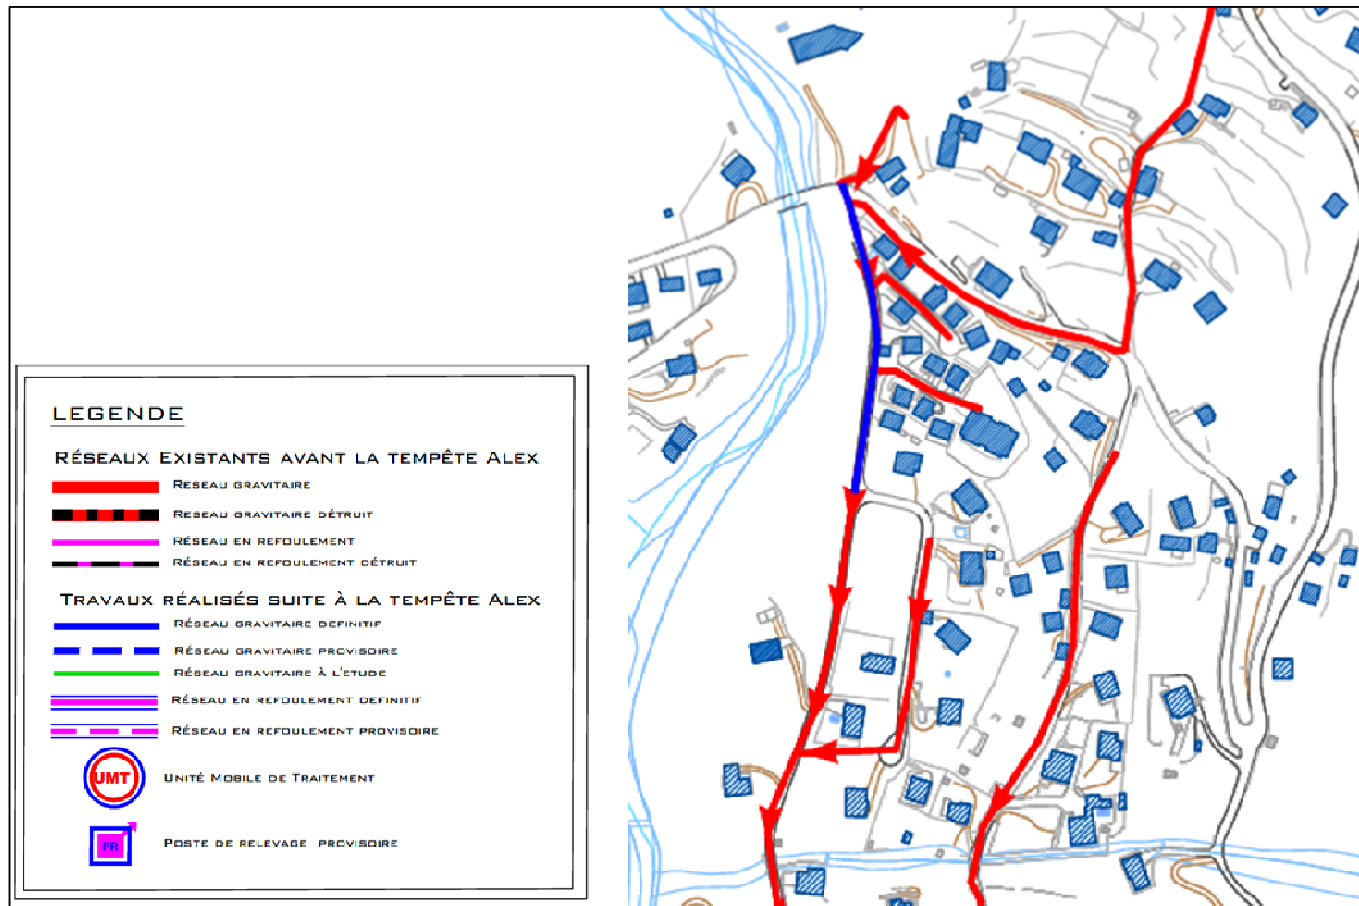 LEGENDE
RÉSEAUX EXISTANTS AVANT LA TEMPÊTE ALEX
RESEAU GRAVITAIRE
RESEAU GRAVITAIRE DÉTRUIT
RÉSEAU EN REFOULEMENT
RÉSEAU EN REFOULEMENT DÉTRUIT
TRAVAUX RÉALISÉS SUITE À LA TEMPÊTE ALEX
RÉSEAU GRAVITAIRE DEFINITIF
RÉSEAU GRAVITAIRE PROVISOIRE
RÉSEAU GRAVITAIRE À L'ETUDE
RÉSEAU EN REFOULEMENT DEFINITIF
RÉSEAU EN REFOULEMENT PROVISOIRE
UMT UNITÉ MOBILE DE TRAITEMENT
PR POSTE DE RELEVAGE PROVISOIRE